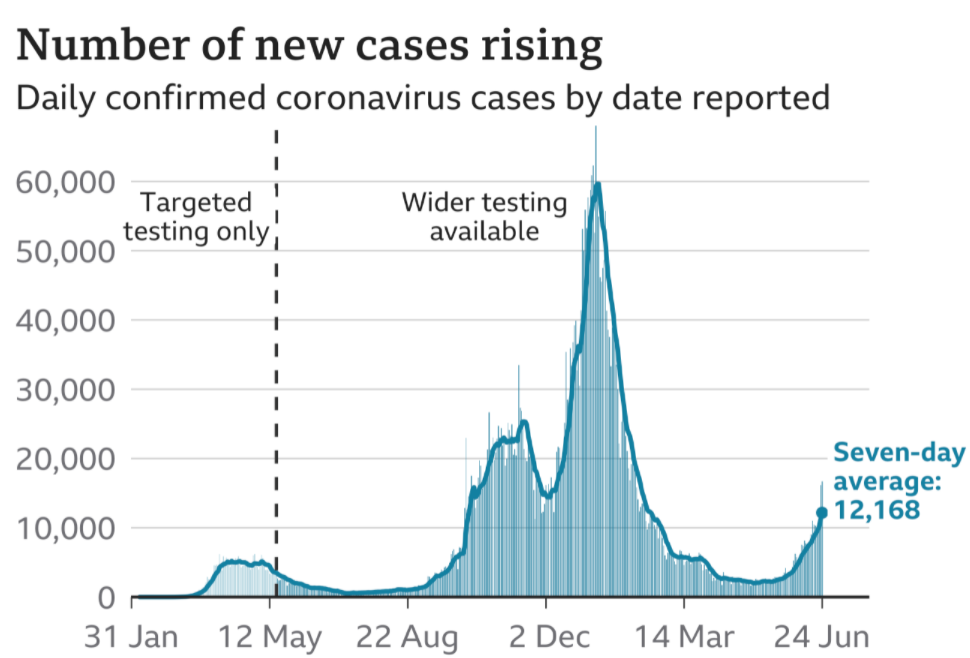 Number of new cases rising
Daily confirmed coronavirus cases by date reported
60,000
50,000
40,000
30,000
20,000
10,000
0
Targeted
testing only
Wider testing
available
Seven-day
average:
12,168
31 Jan
12 May
22 Aug
2 Dec
14 Mar
24 Jun